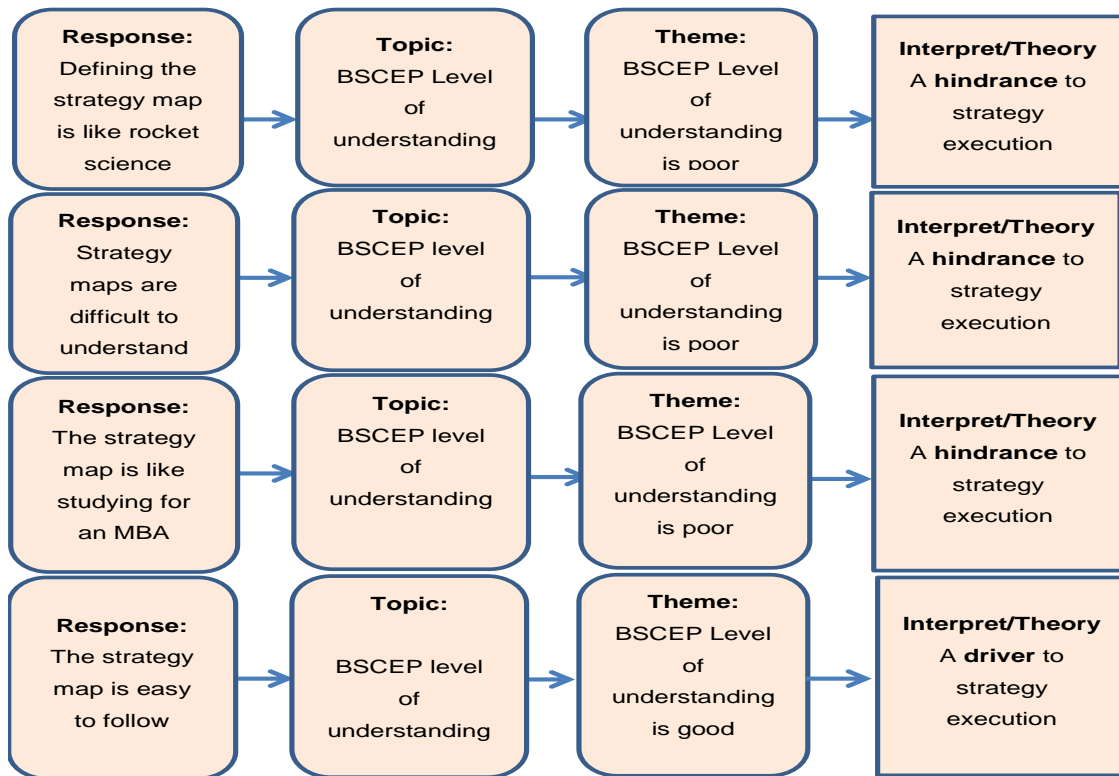 Response:
Defining the
strategy map
is like rocket
science
Topic:
BSCEP Level
of
understanding
Theme:
BSCEP Level
of
understanding
is poor
Interpret/Theory
A hindrance to
strategy
execution
Response:
Strategy
maps are
difficult to
understand
Topic:
BSCEP level
of
understanding
Theme:
BSCEP Level
of
understanding
is poor
Interpret/Theory
A hindrance to
strategy
execution
Response:
The strategy
map is like
studying for
an MBA
Topic:
BSCEP level
of
understanding
Theme:
BSCEP Level
of
understanding
is poor
Interpret/Theory
A hindrance to
strategy
execution
Response:
The strategy
map is easy
to follow
Topic:
BSCEP level
of
understanding
Theme:
BSCEP Level
of
understanding
is good
Interpret/Theory
A driver to
strategy
execution